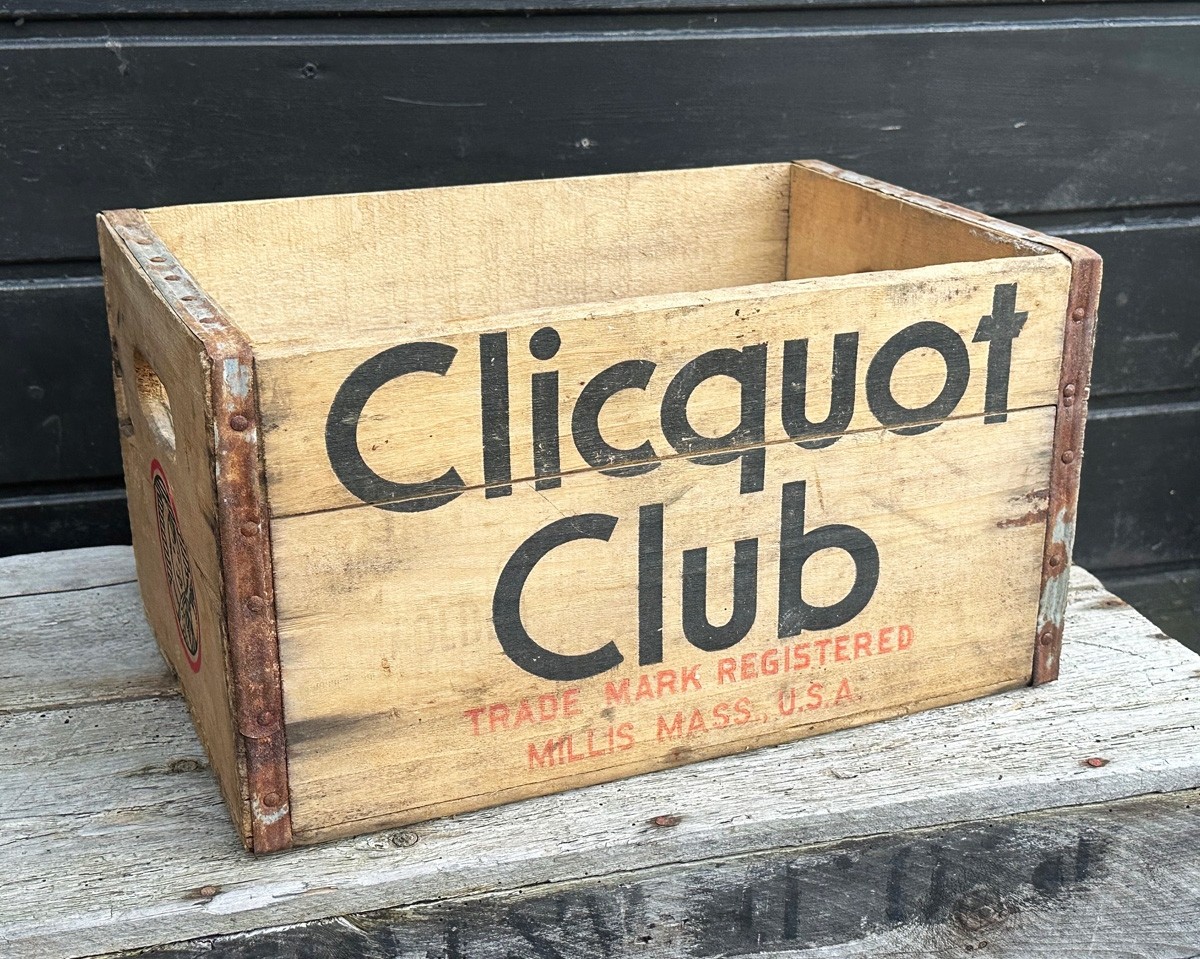 Clicquot
Club
TRADE MARK REGISTERED
MILLIS MASS., U.S.A.